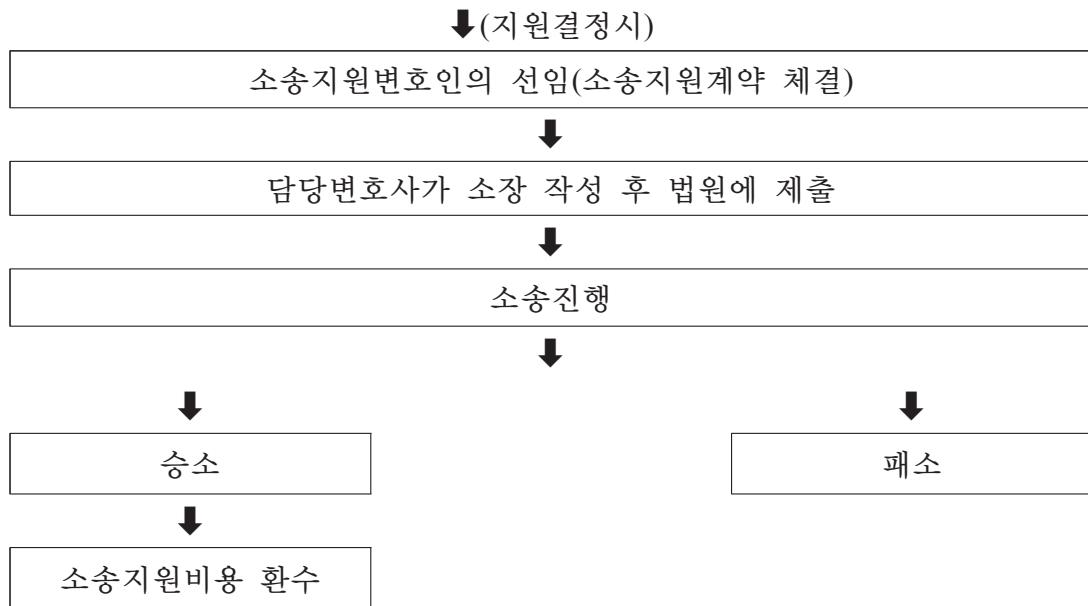 (지원결정시)
소송지원변호인의 선임(소송지원계약 체결)
담당변호사가 소장 작성 후 법원에 제출
소송진행
승소
패소
소송지원비용 환수